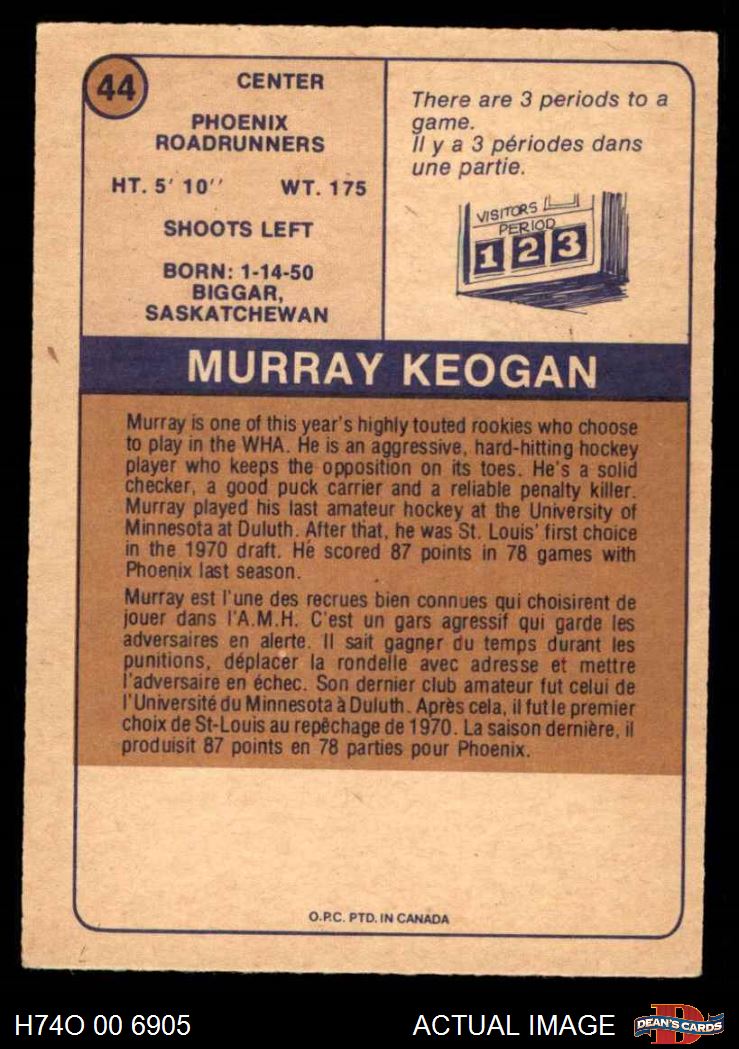 44
CENTER
PHOENIX
ROADRUNNERS
HT. 5' 10'' WT. 175
SHOOTS LEFT
BORN: 1-14-50
BIGGAR,
SASKATCHEWAN
There are 3 periods to a
game.
Il y a 3 périodes dans
une partie.
VISITORS
PERIOD
1 2 3
MURRAY KEOGAN
Murray is one of this year's highly touted rookies who choose
to play in the WHA. He is an aggressive, hard-hitting hockey
player who keeps the opposition on its toes. He's a solid
checker, a good puck carrier and a reliable penalty killer.
Murray played his last amateur hockey at the University of
Minnesota at Duluth. After that, he was St. Louis' first choice
in the 1970 draft. He scored 87 points in 78 games with
Phoenix last season.
Murray est l'une des recrues bien connues qui choisirent de
jouer dans l'A.M.H. C'est un gars agressif qui garde les
adversaires en alerte. Il sait gagner du temps durant les
punitions, déplacer la rondelle avec adresse et mettre
l'adversaire en échec. Son dernier club amateur fut celui de
l'Université du Minnesota à Duluth. Après cela, il fut le premier
choix de St-Louis au repêchage de 1970. La saison dernière, il
produisit 87 points en 78 parties pour Phoenix.
O.P.C. PTD. IN CANADA
H74O 00 6905
ACTUAL IMAGE
D
DEAN'S CARDS